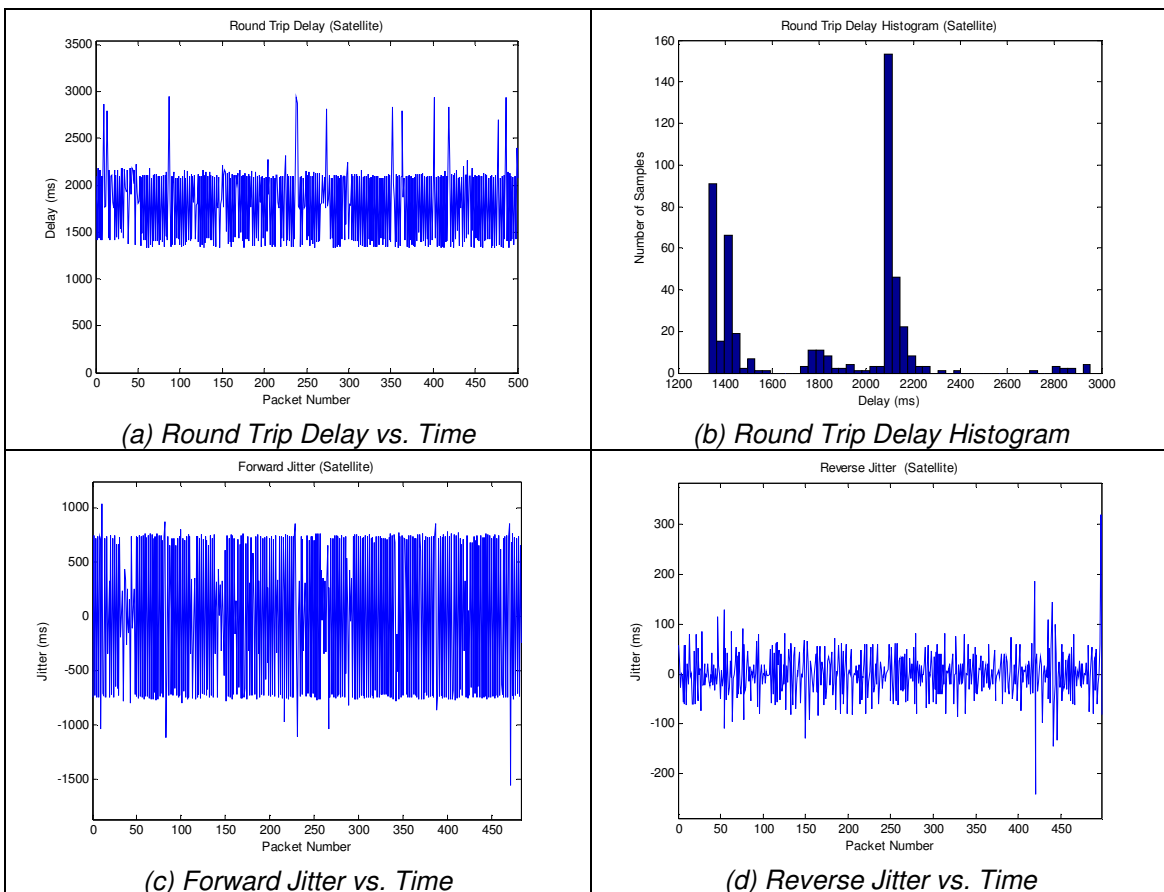 Round Trip Delay (Satellite)
3500
3000
2500
2000
1500
1000
500
0
Delay (ms)
0 50 100 150 200 250 300 350 400 450 500
Packet Number
(a) Round Trip Delay vs. Time
Round Trip Delay Histogram (Satellite)
160
140
120
100
80
60
40
20
0
Number of Samples
1200 1400 1600 1800 2000 2200 2400 2600 2800 3000
Delay (ms)
(b) Round Trip Delay Histogram
Forward Jitter (Satellite)
1000
500
0
-500
-1000
-1500
Jitter (ms)
0 50 100 150 200 250 300 350 400 450
Packet Number
(c) Forward Jitter vs. Time
Reverse Jitter (Satellite)
300
200
100
0
-100
-200
Jitter (ms)
0 50 100 150 200 250 300 350 400 450
Packet Number
(d) Reverse Jitter vs. Time